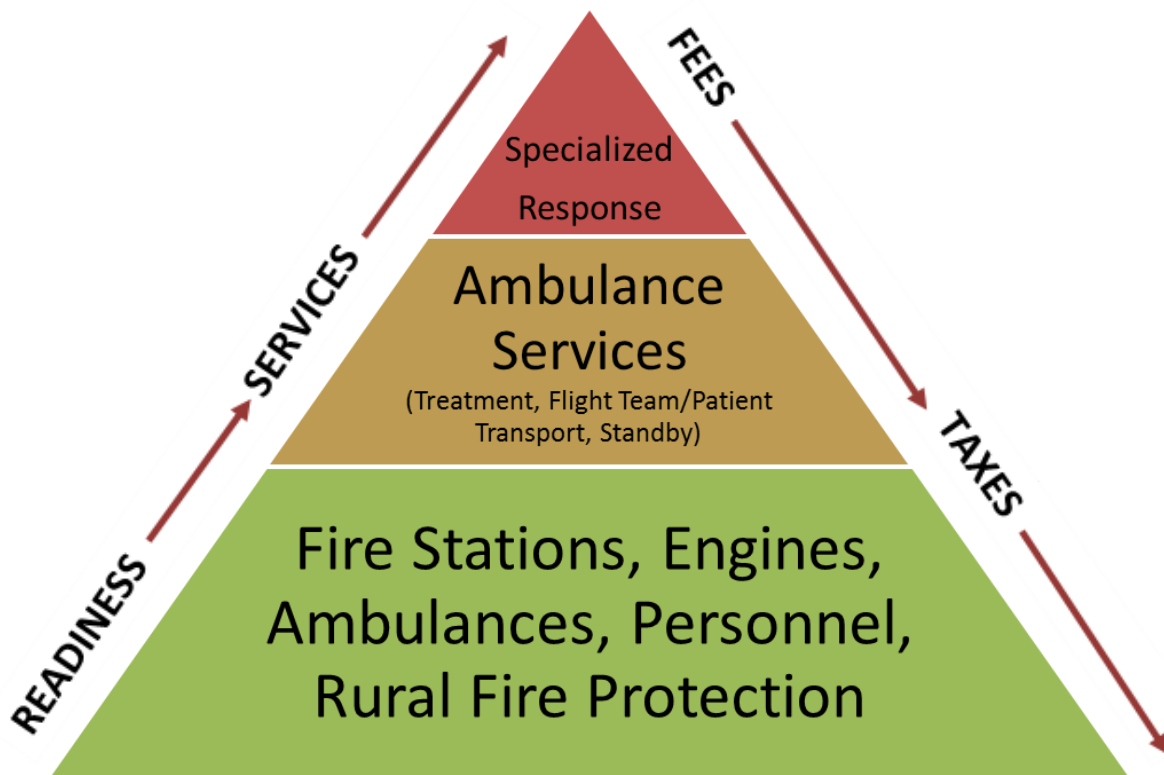 FEES
Specialized
Response
SERVICES
Ambulance
Services
(Treatment, Flight Team/Patient
Transport, Standby)
TAXES
READINESS
Fire Stations, Engines,
Ambulances, Personnel,
Rural Fire Protection